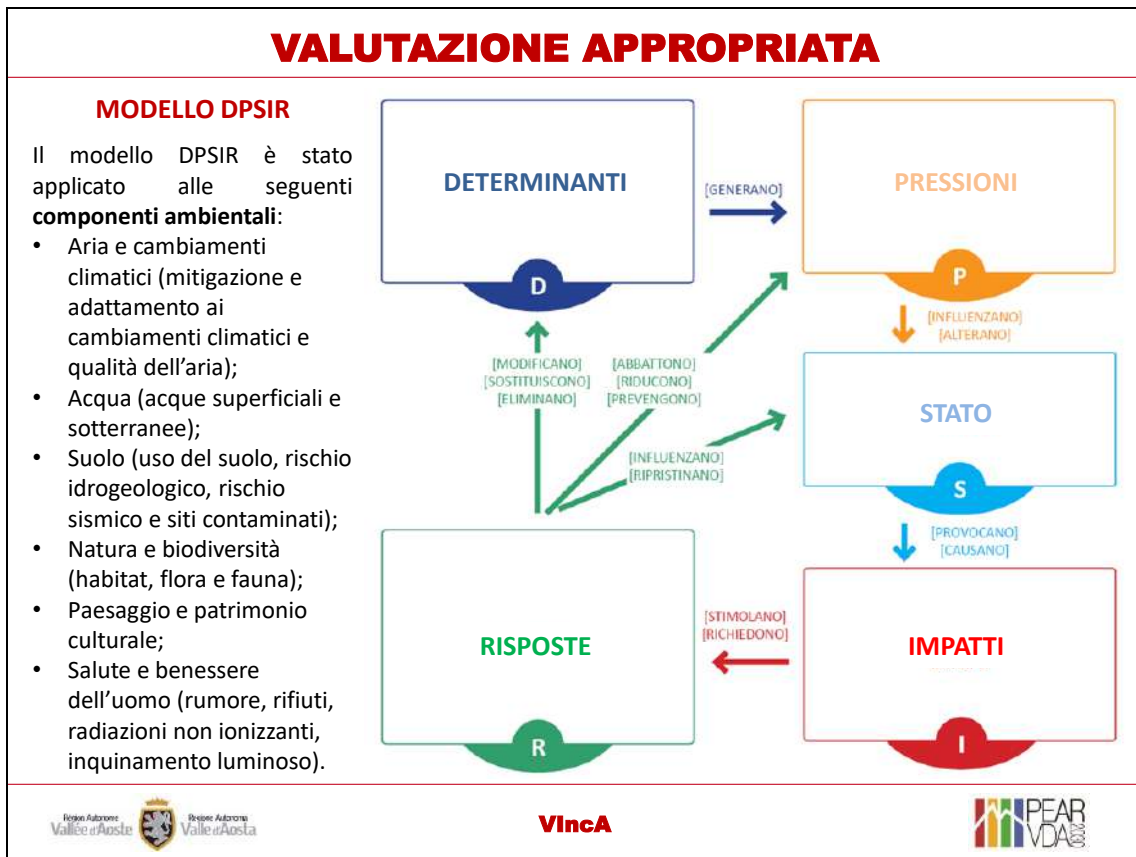 VALUTAZIONE APPROPRIATA
MODELLO DPSIR
Il modello DPSIR è stato
applicato alle seguenti
componenti ambientali:
• Aria e cambiamenti
climatici (mitigazione e
adattamento ai
cambiamenti climatici e
qualità dell'aria);
• Acqua (acque superficiali e
sotterranee);
• Suolo (uso del suolo, rischio
idrogeologico, rischio
sismico e siti contaminati);
• Natura e biodiversità
(habitat, flora e fauna);
• Paesaggio e patrimonio
culturale;
• Salute e benessere
dell'uomo (rumore, rifiuti,
radiazioni non ionizzanti,
inquinamento luminoso).
DETERMINANTI
D
[GENERANO]
PRESSIONI
P
[INFLUENZANO]
[ALTERANO]
[MODIFICANO]
[SOSTITUISCONO]
[ELIMINANO]
[ABBATTONO]
[RIDUCONO]
[PREVENGONO]
STATO
S
[INFLUENZANO]
[RIPRISTINANO]
[PROVOCANO]
[CAUSANO]
RISPOSTE
R
[STIMOLANO]
[RICHIEDONO]
IMPATTI
I
Région Autonome
Vallée d'Aoste
Regione Autonoma
Valle d'Aosta
VIncA
PEAR
VDA
2030